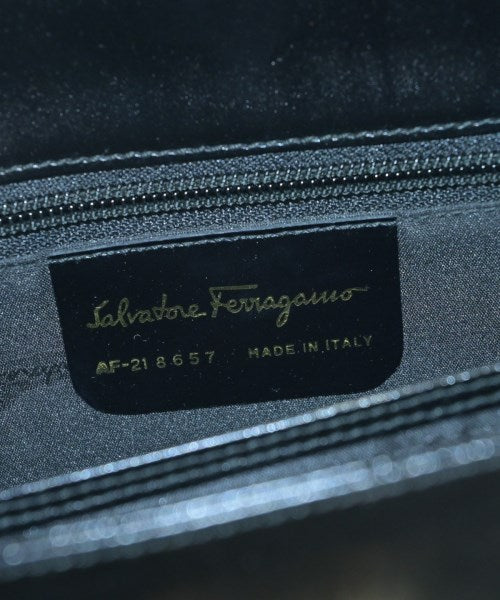 Salvatore Ferragamo
AF-21 8657 MADE IN ITALY